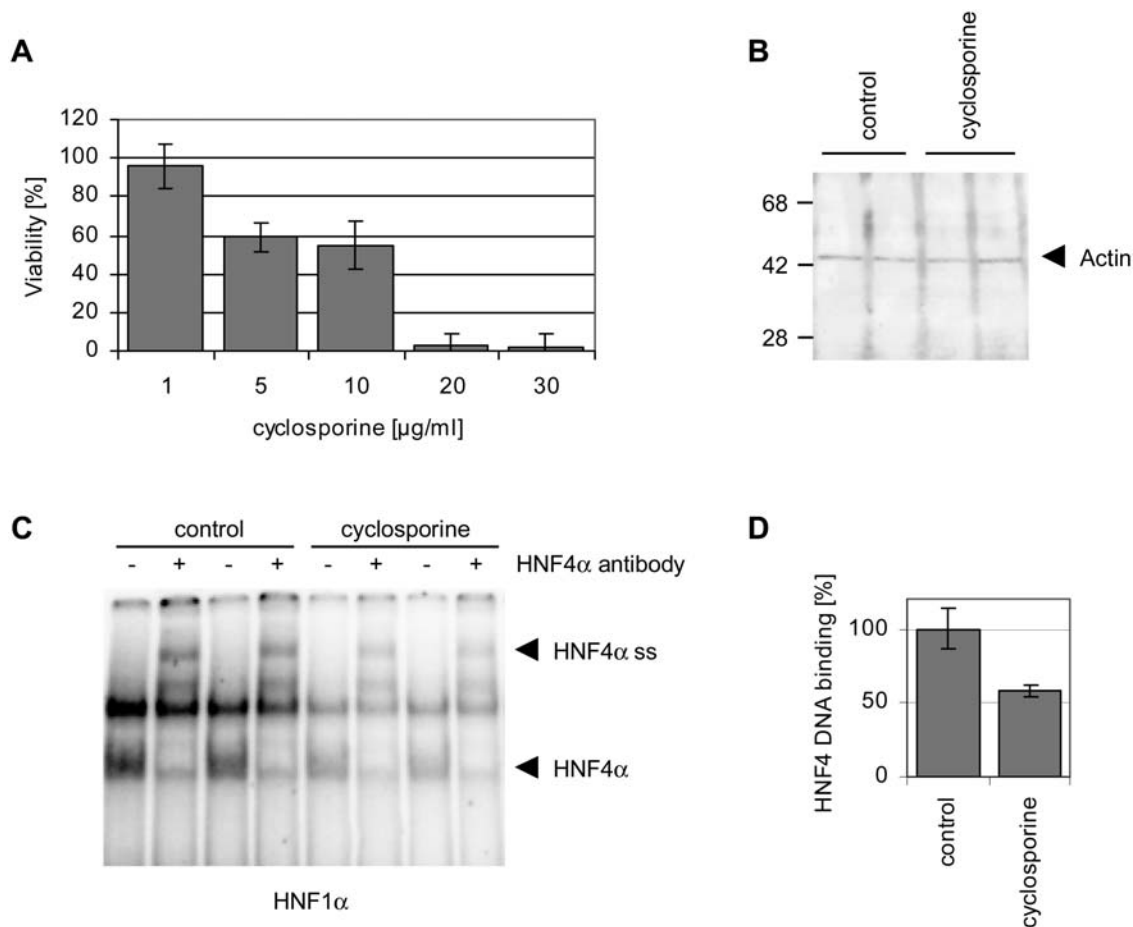 A
120
100
80
60
40
20
0
Viability [%]
1 5 10 20 30
cyclosporine [µg/ml]
B
control cyclosporine
68
42
28
Actin
C
control cyclosporine
- + - + - + - + HNF4α antibody
HNF4α ss
HNF4α
HNF1α
D
HNF4 DNA binding [%]
100
50
0
control cyclosporine